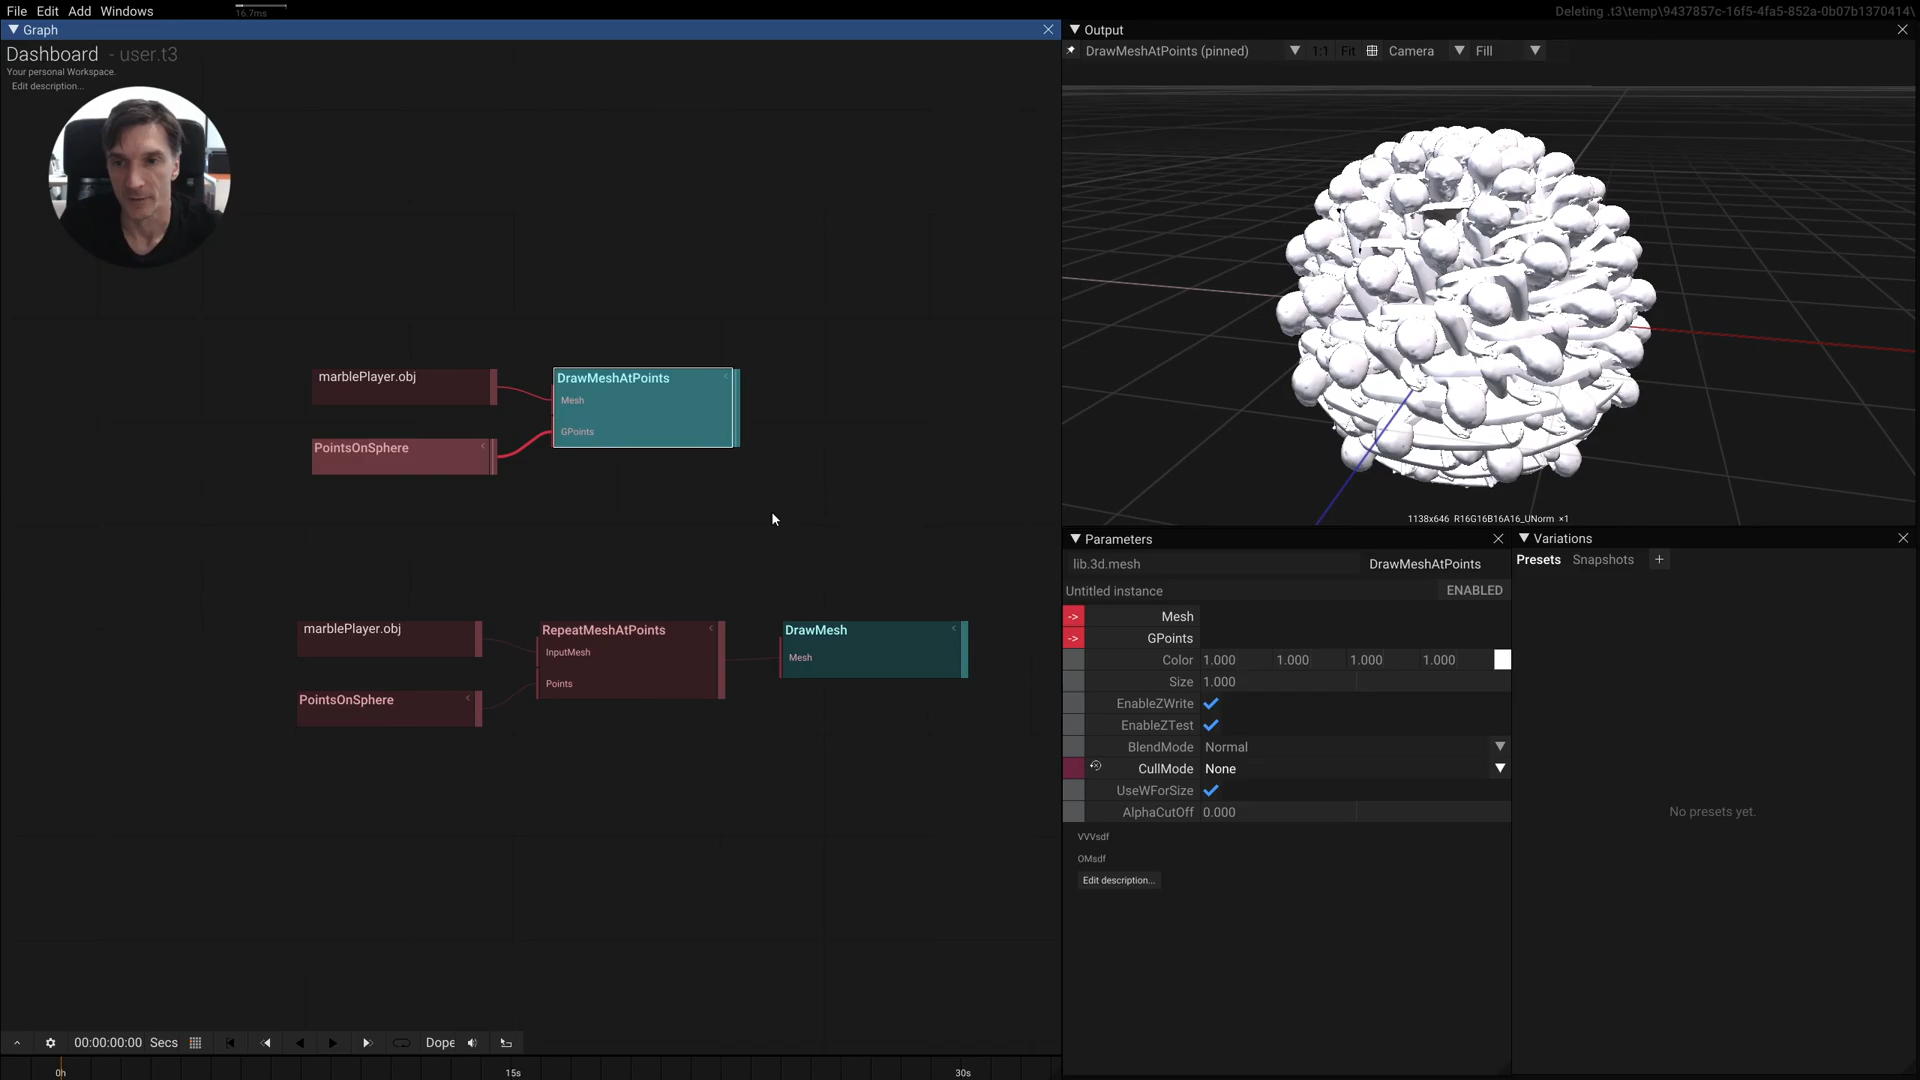 File Edit Add Windows
16.7ms
Deleting .t3\temp\9437857c-16f5-4fa5-852a-0b07b1370414\
Graph
Dashboard - user.t3
Your personal Workspace.
Edit description...
marblePlayer.obj
PointsOnSphere
DrawMeshAtPoints
Mesh
GPoints
marblePlayer.obj
PointsOnSphere
RepeatMeshAtPoints
InputMesh
Points
DrawMesh
Mesh
00:00:00:00 Secs
Dope
0h 15s 30s
Output
DrawMeshAtPoints (pinned) 1:1 Fit Camera Fill
1138x646 R16G16B16A16_UNorm ×1
Parameters
lib.3d.mesh DrawMeshAtPoints
Untitled instance ENABLED
-> Mesh
-> GPoints
Color 1.000 1.000 1.000 1.000
Size 1.000
EnableZWrite
EnableZTest
BlendMode Normal
CullMode None
UseWForSize
AlphaCutOff 0.000
VVVsdf
OMsdf
Edit description...
Variations
Presets Snapshots +
No presets yet.